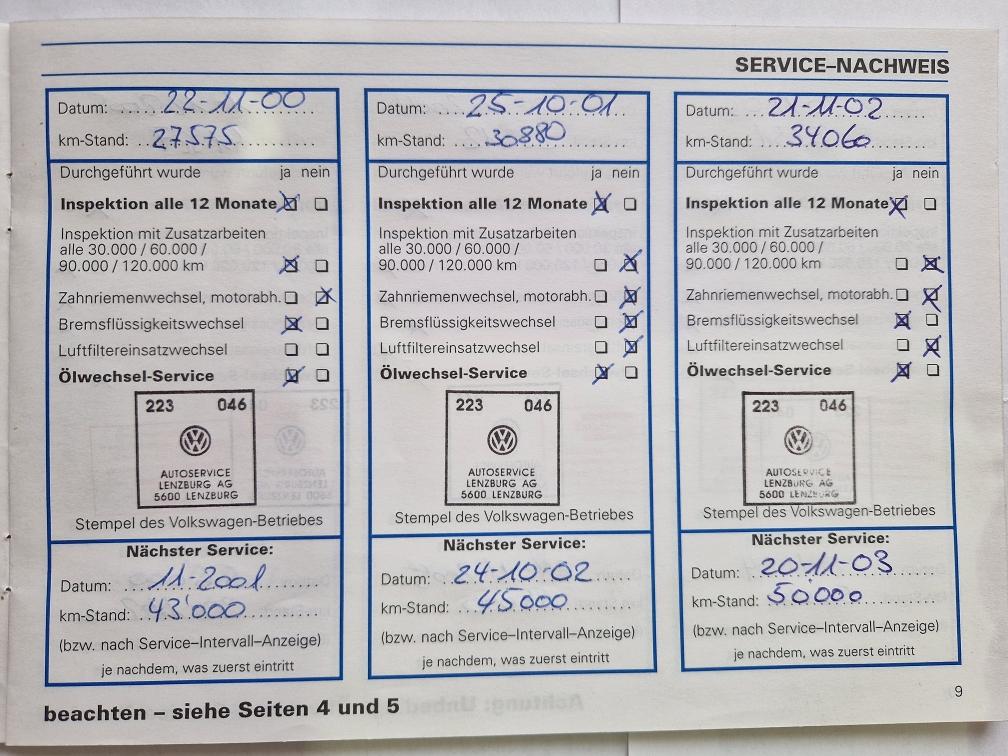 SERVICE–NACHWEIS
Datum: 22-11-00
km-Stand: 27575
Durchgeführt wurde ja nein
Inspektion alle 12 Monate
Inspektion mit Zusatzarbeiten
alle 30.000 / 60.000 /
90.000 / 120.000 km
Zahnriemenwechsel, motorabh.
Bremsflüssigkeitswechsel
Luftfiltereinsatzwechsel
Ölwechsel-Service
223 046
AUTOSERVICE
LENZBURG AG
5600 LENZBURG
Stempel des Volkswagen-Betriebes
Nächster Service:
Datum: 11-2001
km-Stand: 43'000
(bzw. nach Service–Intervall–Anzeige)
je nachdem, was zuerst eintritt
Datum: 25-10-01
km-Stand: 30880
Durchgeführt wurde ja nein
Inspektion alle 12 Monate
Inspektion mit Zusatzarbeiten
alle 30.000 / 60.000 /
90.000 / 120.000 km
Zahnriemenwechsel, motorabh.
Bremsflüssigkeitswechsel
Luftfiltereinsatzwechsel
Ölwechsel-Service
223 046
AUTOSERVICE
LENZBURG AG
5600 LENZBURG
Stempel des Volkswagen-Betriebes
Nächster Service:
Datum: 24-10-02
km-Stand: 45000
(bzw. nach Service–Intervall–Anzeige)
je nachdem, was zuerst eintritt
Datum: 21-11-02
km-Stand: 34060
Durchgeführt wurde ja nein
Inspektion alle 12 Monate
Inspektion mit Zusatzarbeiten
alle 30.000 / 60.000 /
90.000 / 120.000 km
Zahnriemenwechsel, motorabh.
Bremsflüssigkeitswechsel
Luftfiltereinsatzwechsel
Ölwechsel-Service
223 046
AUTOSERVICE
LENZBURG AG
5600 LENZBURG
Stempel des Volkswagen-Betriebes
Nächster Service:
Datum: 20-11-03
km-Stand: 50'000
(bzw. nach Service–Intervall–Anzeige)
je nachdem, was zuerst eintritt
beachten – siehe Seiten 4 und 5
9